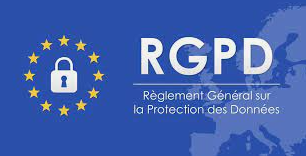 RGPD
Règlement Général sur
la Protection des Données